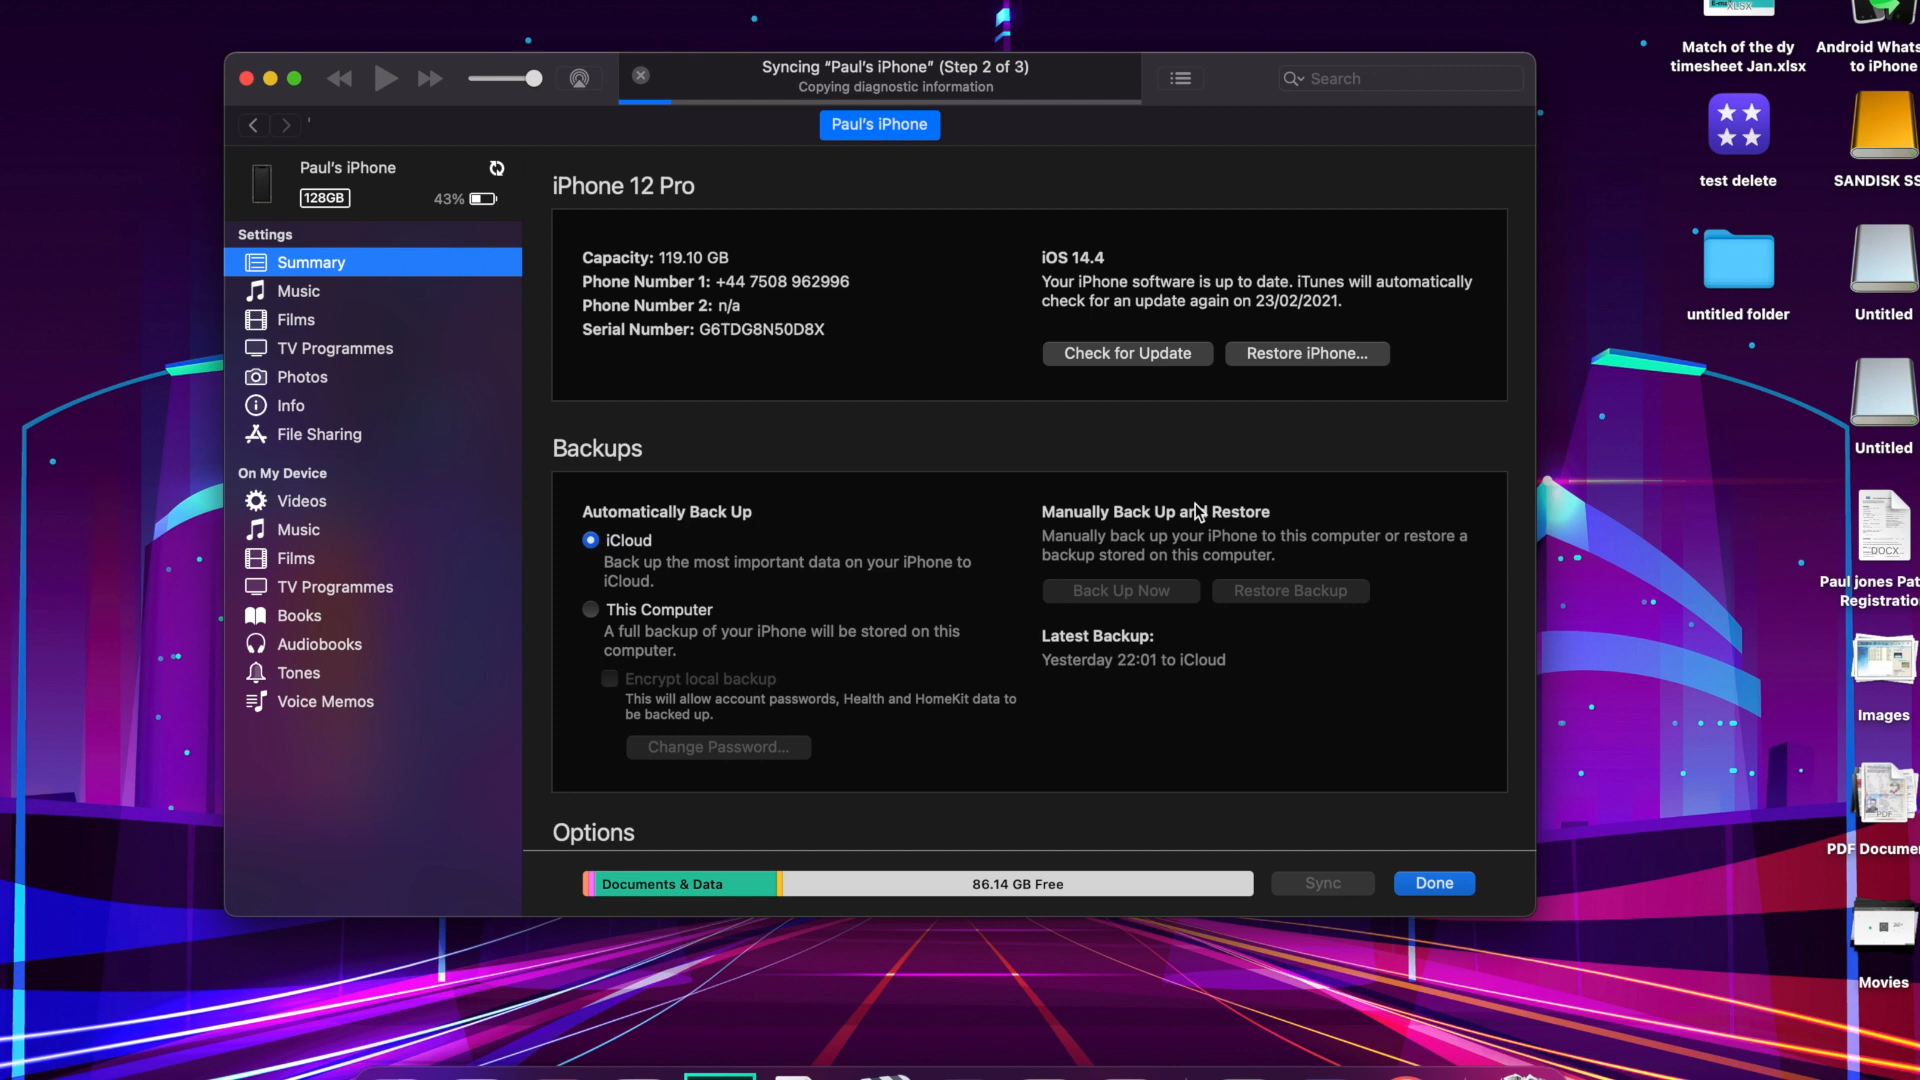 Syncing “Paul’s iPhone” (Step 2 of 3)
Copying diagnostic information
Search
Paul’s iPhone
Paul’s iPhone
128GB
43%
Settings
Summary
Music
Films
TV Programmes
Photos
Info
File Sharing
On My Device
Videos
Music
Films
TV Programmes
Books
Audiobooks
Tones
Voice Memos
iPhone 12 Pro
Capacity: 119.10 GB
Phone Number 1: +44 7508 962996
Phone Number 2: n/a
Serial Number: G6TDG8N50D8X
iOS 14.4
Your iPhone software is up to date. iTunes will automatically
check for an update again on 23/02/2021.
Check for Update
Restore iPhone...
Backups
Automatically Back Up
iCloud
Back up the most important data on your iPhone to
iCloud.
This Computer
A full backup of your iPhone will be stored on this
computer.
Encrypt local backup
This will allow account passwords, Health and HomeKit data to
be backed up.
Change Password...
Manually Back Up and Restore
Manually back up your iPhone to this computer or restore a
backup stored on this computer.
Back Up Now
Restore Backup
Latest Backup:
Yesterday 22:01 to iCloud
Options
Documents & Data
86.14 GB Free
Sync
Done
XLSX
Match of the dy
timesheet Jan.xlsx
Android Whats
to iPhone
test delete
SANDISK SS
untitled folder
Untitled
Untitled
DOCX
Paul jones Pat
Registratio
Images
PDF
PDF Documen
Movies